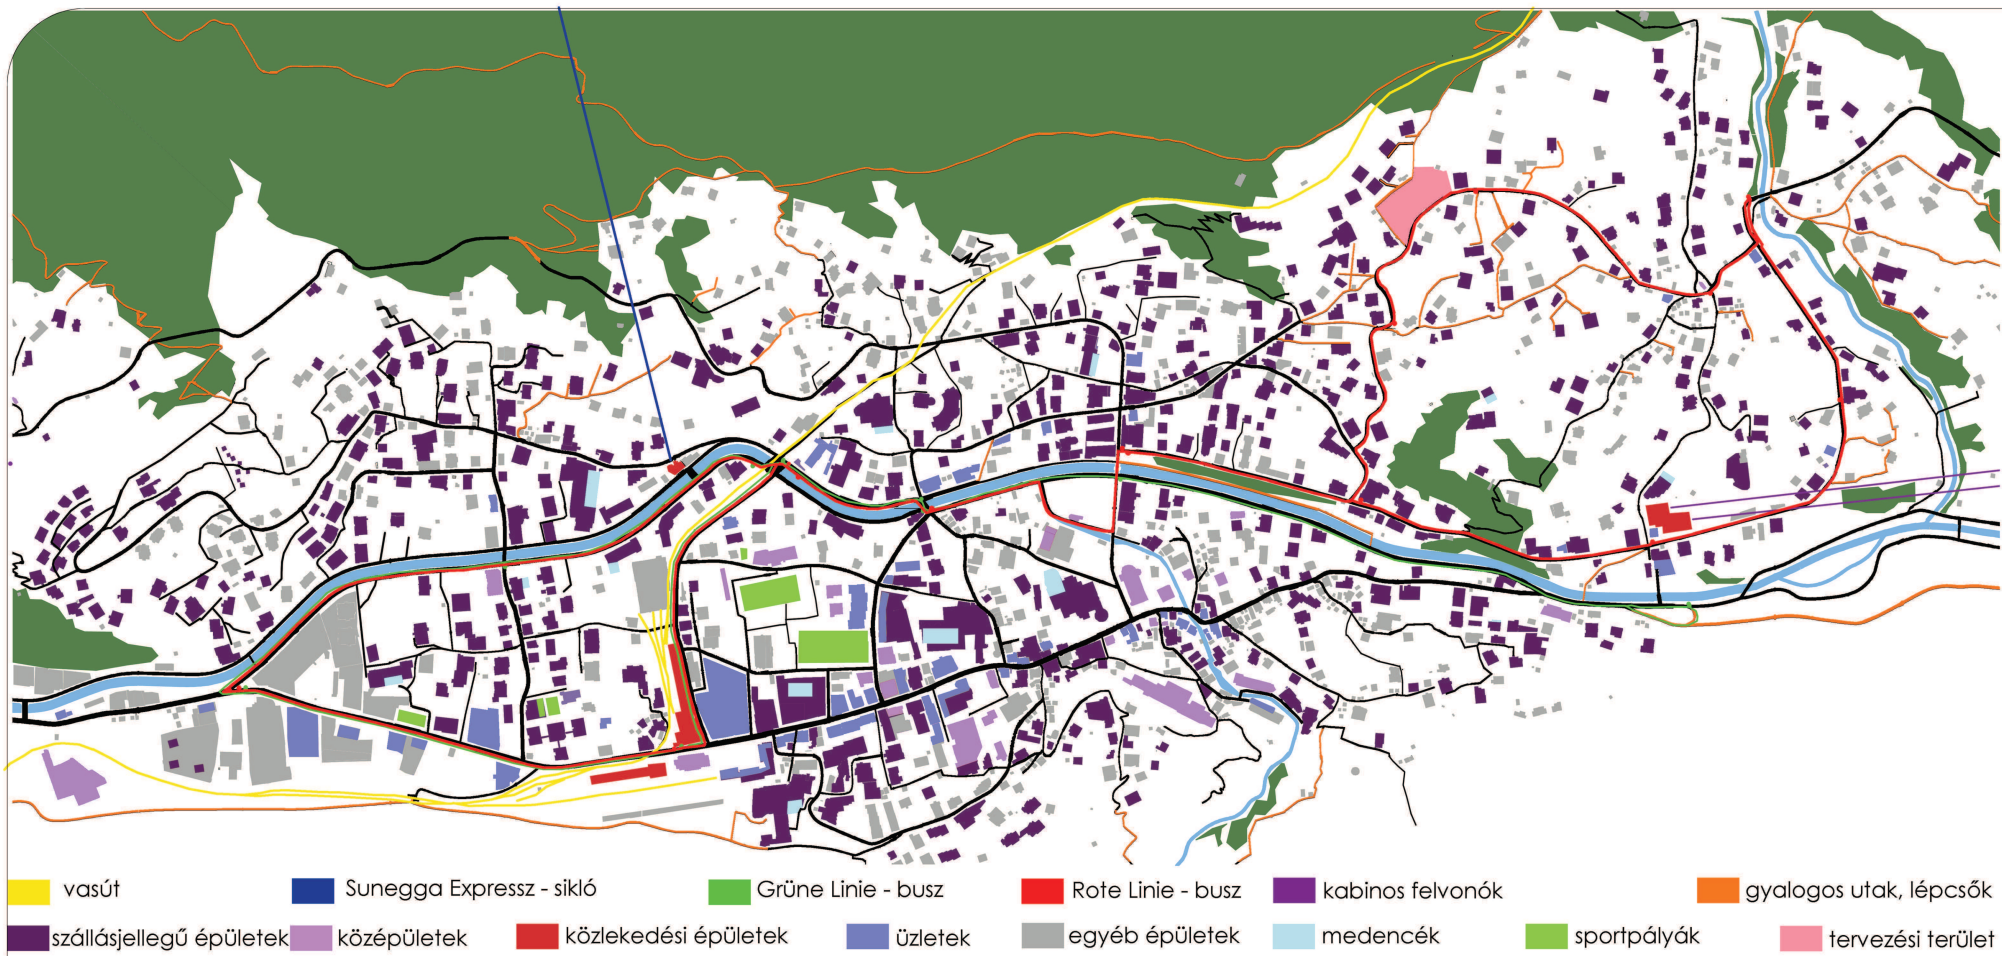 vasút
Sunegga Expressz - sikló
Grüne Linie - busz
Rote Linie - busz
kabinos felvonók
gyalogos utak, lépcsők
szállásjellegű épületek
középületek
közlekedési épületek
üzletek
egyéb épületek
medencék
sportpályák
tervezési terület